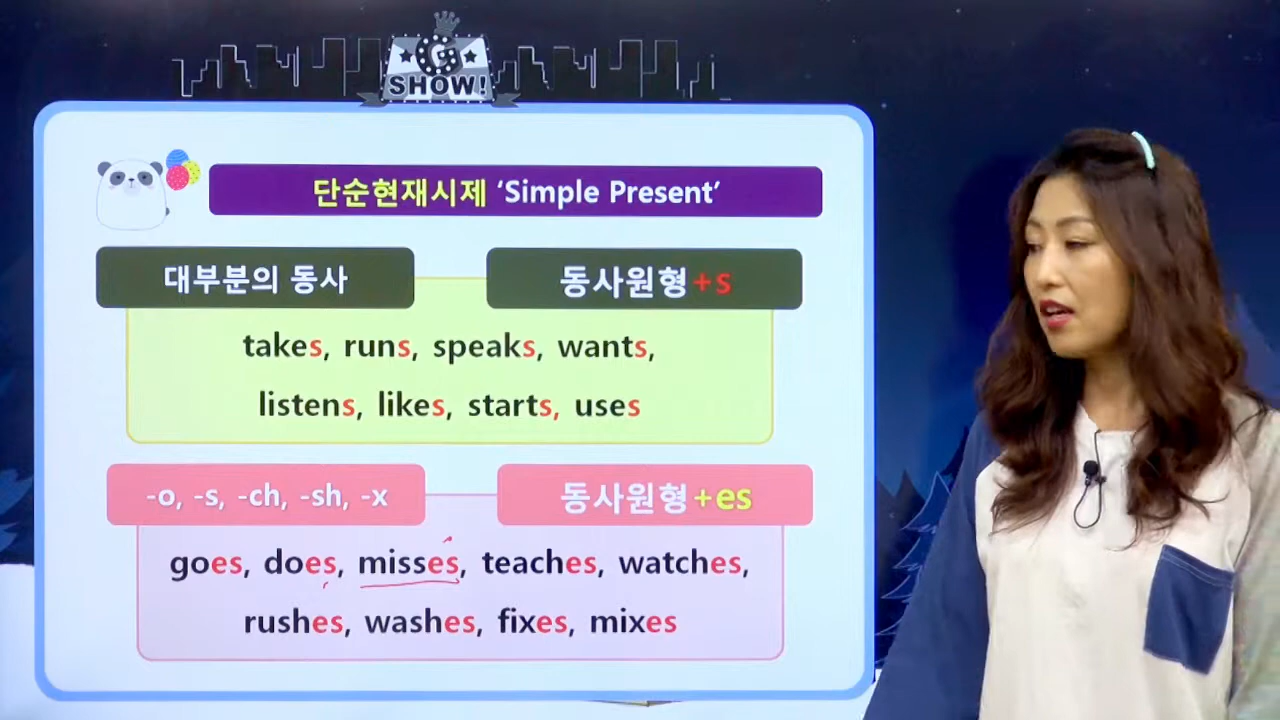 G
SHOW!
단순현재시제 ‘Simple Present’
대부분의 동사
동사원형+s
takes, runs, speaks, wants,
listens, likes, starts, uses
-o, -s, -ch, -sh, -x
동사원형+es
goes, does, misses, teaches, watches,
rushes, washes, fixes, mixes